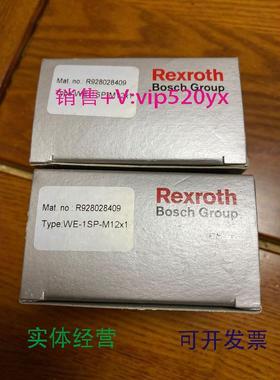 Mat. no.: R928028409
Rexroth
Bosch Group
销售+V:vip520yx
Mat. no.: R928028409
Type:WE-1SP-M12x1
Rexroth
Bosch Group
实体经营
可开发票